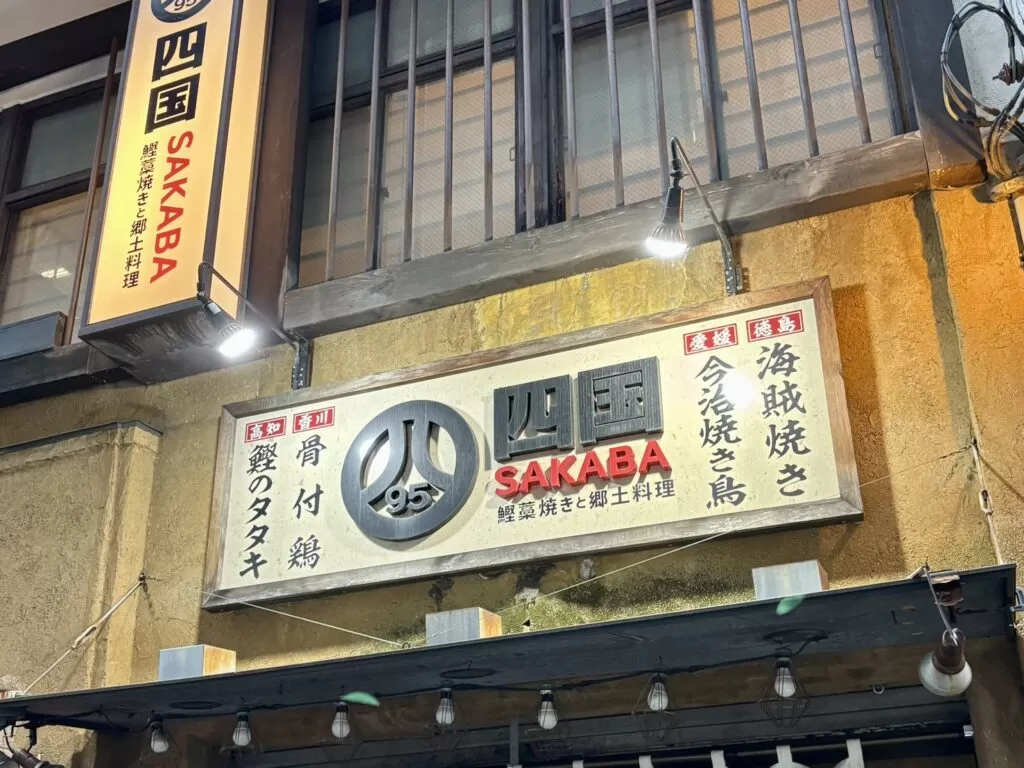 95
四国
SAKABA
鰹藁焼きと郷土料理
徳島
海賊焼き
愛媛
今治焼き鳥
八
95
四国
SAKABA
鰹藁焼きと郷土料理
香川
骨付鶏
高知
鰹のタタキ